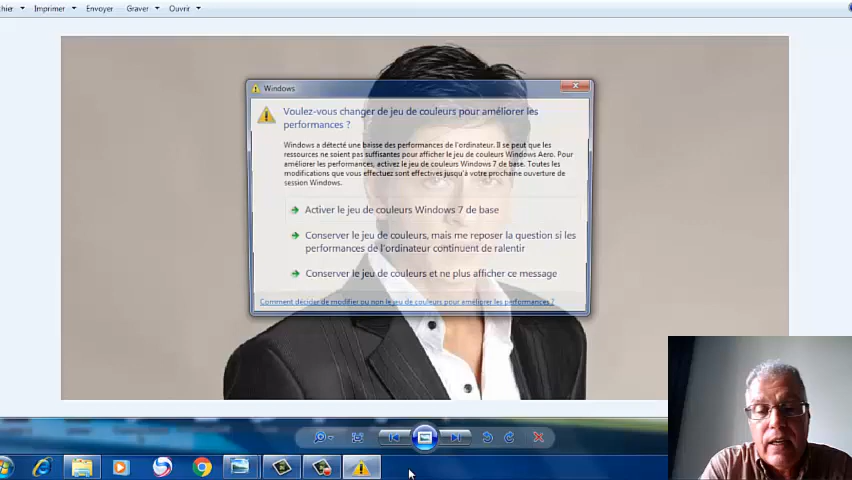 hier Imprimer Envoyer Graver Ouvrir
Windows
Voulez-vous changer de jeu de couleurs pour améliorer les
performances ?
Windows a détecté une baisse des performances de l'ordinateur. Il se peut que les
ressources ne soient pas suffisantes pour afficher le jeu de couleurs Windows Aero. Pour
améliorer les performances, activez le jeu de couleurs Windows 7 de base. Toutes les
modifications que vous effectuez sont effectives jusqu'à votre prochaine ouverture de
session Windows.
Activer le jeu de couleurs Windows 7 de base
Conserver le jeu de couleurs, mais me reposer la question si les
performances de l'ordinateur continuent de ralentir
Conserver le jeu de couleurs et ne plus afficher ce message
Comment décider de modifier ou non le jeu de couleurs pour améliorer les performances ?